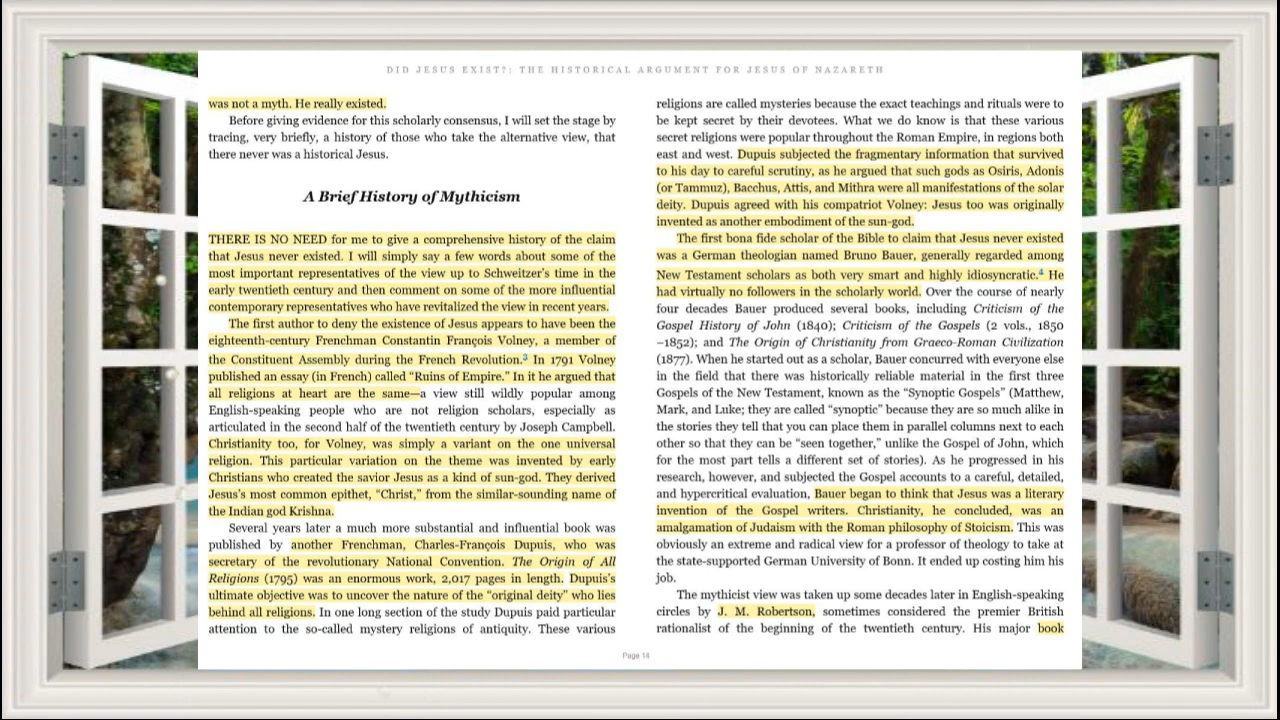 DID JESUS EXIST?: THE HISTORICAL ARGUMENT FOR JESUS OF NAZARETH
was not a myth. He really existed.
Before giving evidence for this scholarly consensus, I will set the stage by
tracing, very briefly, a history of those who take the alternative view, that
there never was a historical Jesus.
A Brief History of Mythicism
THERE IS NO NEED for me to give a comprehensive history of the claim
that Jesus never existed. I will simply say a few words about some of the
most important representatives of the view up to Schweitzer's time in the
early twentieth century and then comment on some of the more influential
contemporary representatives who have revitalized the view in recent years.
The first author to deny the existence of Jesus appears to have been the
eighteenth-century Frenchman Constantin François Volney, a member of
the Constituent Assembly during the French Revolution.3 In 1791 Volney
published an essay (in French) called “Ruins of Empire.” In it he argued that
all religions at heart are the same—a view still wildly popular among
English-speaking people who are not religion scholars, especially as
articulated in the second half of the twentieth century by Joseph Campbell.
Christianity too, for Volney, was simply a variant on the one universal
religion. This particular variation on the theme was invented by early
Christians who created the savior Jesus as a kind of sun-god. They derived
Jesus's most common epithet, “Christ,” from the similar-sounding name of
the Indian god Krishna.
Several years later a much more substantial and influential book was
published by another Frenchman, Charles-François Dupuis, who was
secretary of the revolutionary National Convention. The Origin of All
Religions (1795) was an enormous work, 2,017 pages in length. Dupuis's
ultimate objective was to uncover the nature of the “original deity” who lies
behind all religions. In one long section of the study Dupuis paid particular
attention to the so-called mystery religions of antiquity. These various
religions are called mysteries because the exact teachings and rituals were to
be kept secret by their devotees. What we do know is that these various
secret religions were popular throughout the Roman Empire, in regions both
east and west. Dupuis subjected the fragmentary information that survived
to his day to careful scrutiny, as he argued that such gods as Osiris, Adonis
(or Tammuz), Bacchus, Attis, and Mithra were all manifestations of the solar
deity. Dupuis agreed with his compatriot Volney: Jesus too was originally
invented as another embodiment of the sun-god.
The first bona fide scholar of the Bible to claim that Jesus never existed
was a German theologian named Bruno Bauer, generally regarded among
New Testament scholars as both very smart and highly idiosyncratic.4 He
had virtually no followers in the scholarly world. Over the course of nearly
four decades Bauer produced several books, including Criticism of the
Gospel History of John (1840); Criticism of the Gospels (2 vols., 1850
–1852); and The Origin of Christianity from Graeco-Roman Civilization
(1877). When he started out as a scholar, Bauer concurred with everyone else
in the field that there was historically reliable material in the first three
Gospels of the New Testament, known as the “Synoptic Gospels” (Matthew,
Mark, and Luke; they are called “synoptic” because they are so much alike in
the stories they tell that you can place them in parallel columns next to each
other so that they can be “seen together,” unlike the Gospel of John, which
for the most part tells a different set of stories). As he progressed in his
research, however, and subjected the Gospel accounts to a careful, detailed,
and hypercritical evaluation, Bauer began to think that Jesus was a literary
invention of the Gospel writers. Christianity, he concluded, was an
amalgamation of Judaism with the Roman philosophy of Stoicism. This was
obviously an extreme and radical view for a professor of theology to take at
the state-supported German University of Bonn. It ended up costing him his
job.
The mythicist view was taken up some decades later in English-speaking
circles by J. M. Robertson, sometimes considered the premier British
rationalist of the beginning of the twentieth century. His major book
Page 14